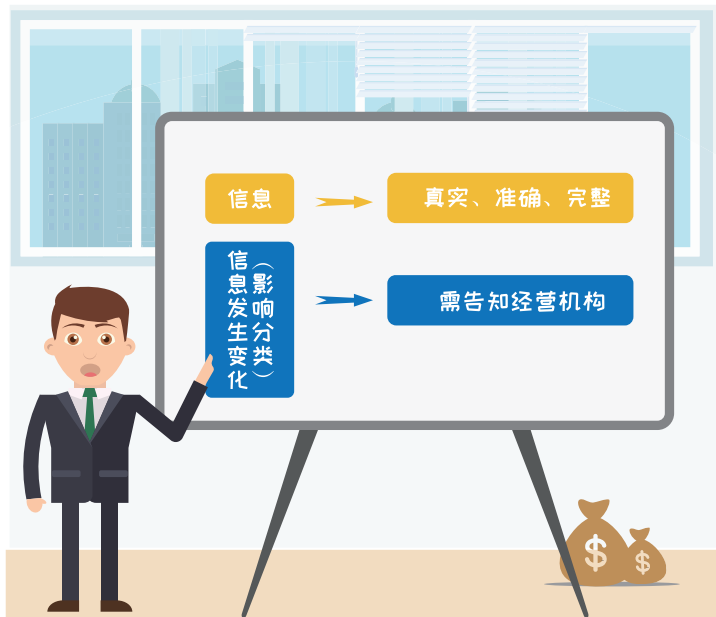 信息
真实、准确、完整
信息发生变化
（影响分类）
需告知经营机构
$
$